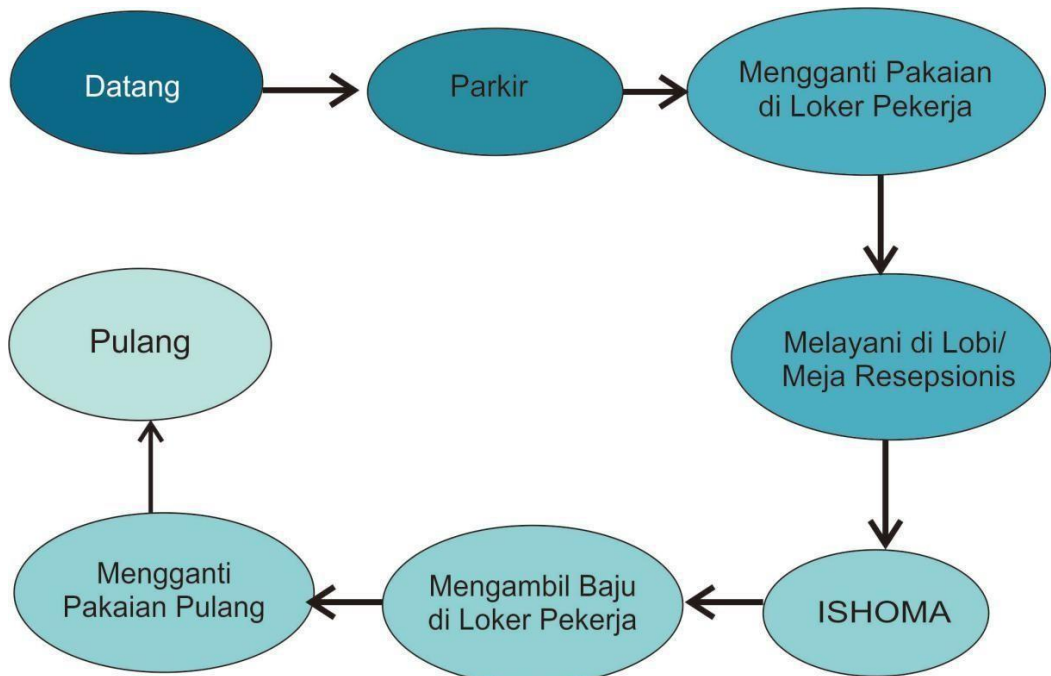 Datang
Parkir
Mengganti Pakaian
di Loker Pekerja
Melayani di Lobi/
Meja Resepsionis
ISHOMA
Mengambil Baju
di Loker Pekerja
Mengganti
Pakaian Pulang
Pulang